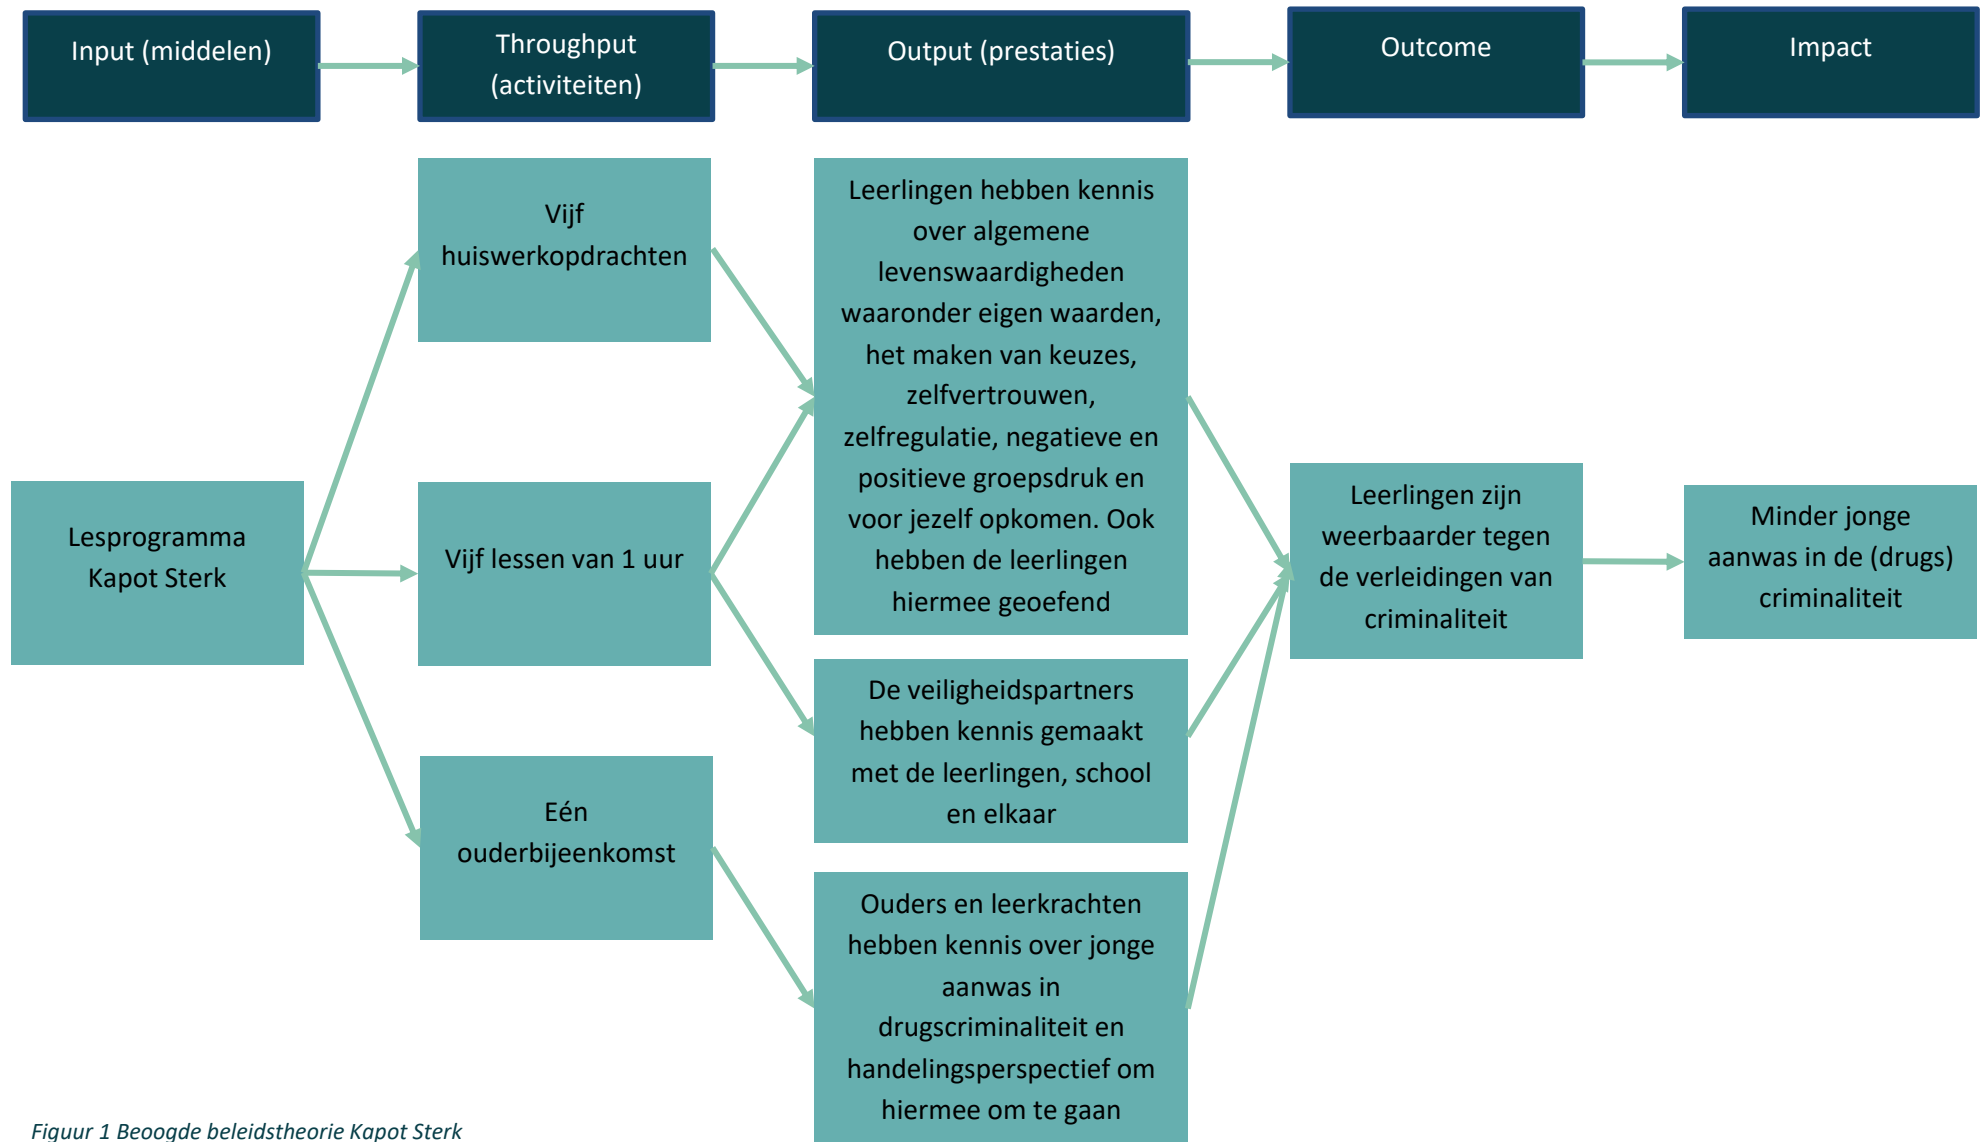 Input (middelen)
Throughput
(activiteiten)
Output (prestaties)
Outcome
Impact
Lesprogramma
Kapot Sterk
Vijf
huiswerkopdrachten
Vijf lessen van 1 uur
Eén
ouderbijeenkomst
Leerlingen hebben kennis
over algemene
levenswaardigheden
waaronder eigen waarden,
het maken van keuzes,
zelfvertrouwen,
zelfregulatie, negatieve en
positieve groepsdruk en
voor jezelf opkomen. Ook
hebben de leerlingen
hiermee geoefend
De veiligheidspartners
hebben kennis gemaakt
met de leerlingen, school
en elkaar
Ouders en leerkrachten
hebben kennis over jonge
aanwas in
drugscriminaliteit en
handelingsperspectief om
hiermee om te gaan
Leerlingen zijn
weerbaarder tegen
de verleidingen van
criminaliteit
Minder jonge
aanwas in de (drugs)
criminaliteit
Figuur 1 Beoogde beleidstheorie Kapot Sterk